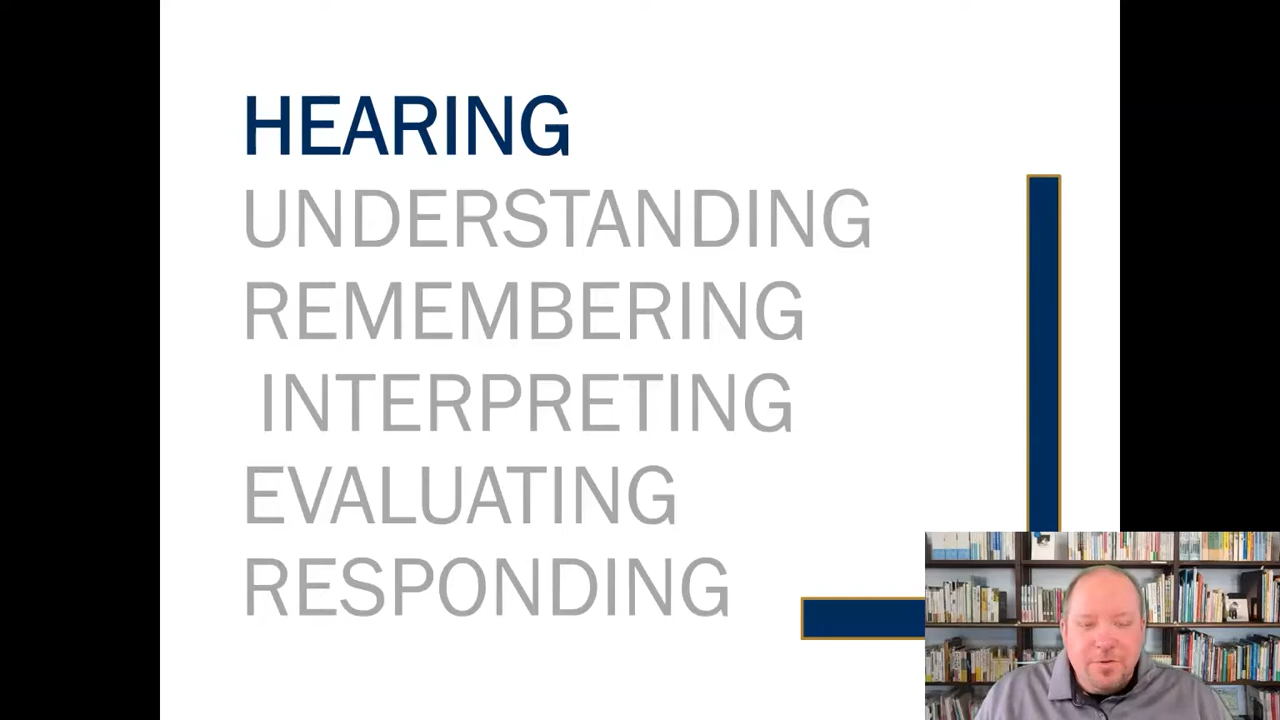 HEARING
UNDERSTANDING
REMEMBERING
INTERPRETING
EVALUATING
RESPONDING